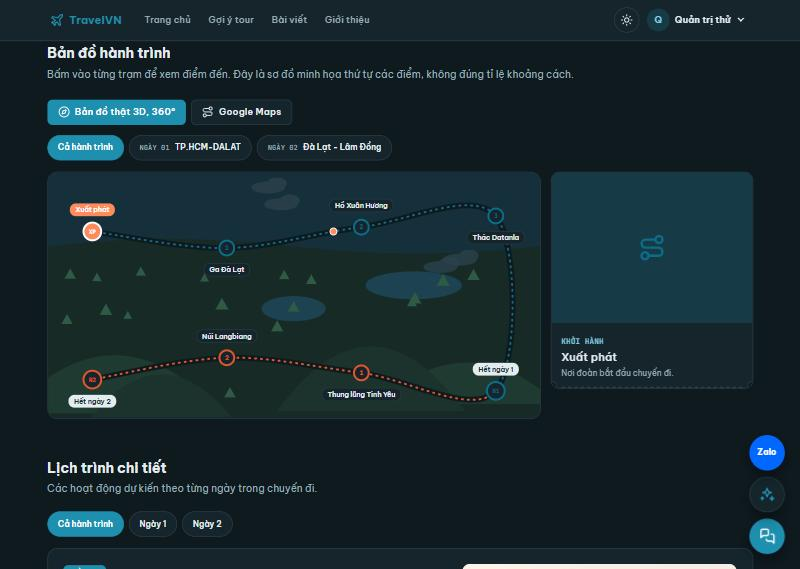 TravelVN Trang chủ Gợi ý tour Bài viết Giới thiệu Q Quản trị thử
Bản đồ hành trình
Bấm vào từng trạm để xem điểm đến. Đây là sơ đồ minh họa thứ tự các điểm, không đúng tỉ lệ khoảng cách.
Bản đồ thật 3D, 360° Google Maps
Cả hành trình NGÀY 01 TP.HCM-DALAT NGÀY 02 Đà Lạt - Lâm Đồng
Xuất phát
XP
Hồ Xuân Hương
Thác Datanla
Ga Đà Lạt
Núi Langbiang
2
1
Hết ngày 1
N1
N2
Hết ngày 2
Thung lũng Tình Yêu
KHỞI HÀNH
Xuất phát
Nơi đoàn bắt đầu chuyến đi.
Lịch trình chi tiết
Các hoạt động dự kiến theo từng ngày trong chuyến đi.
Cả hành trình Ngày 1 Ngày 2
Zalo